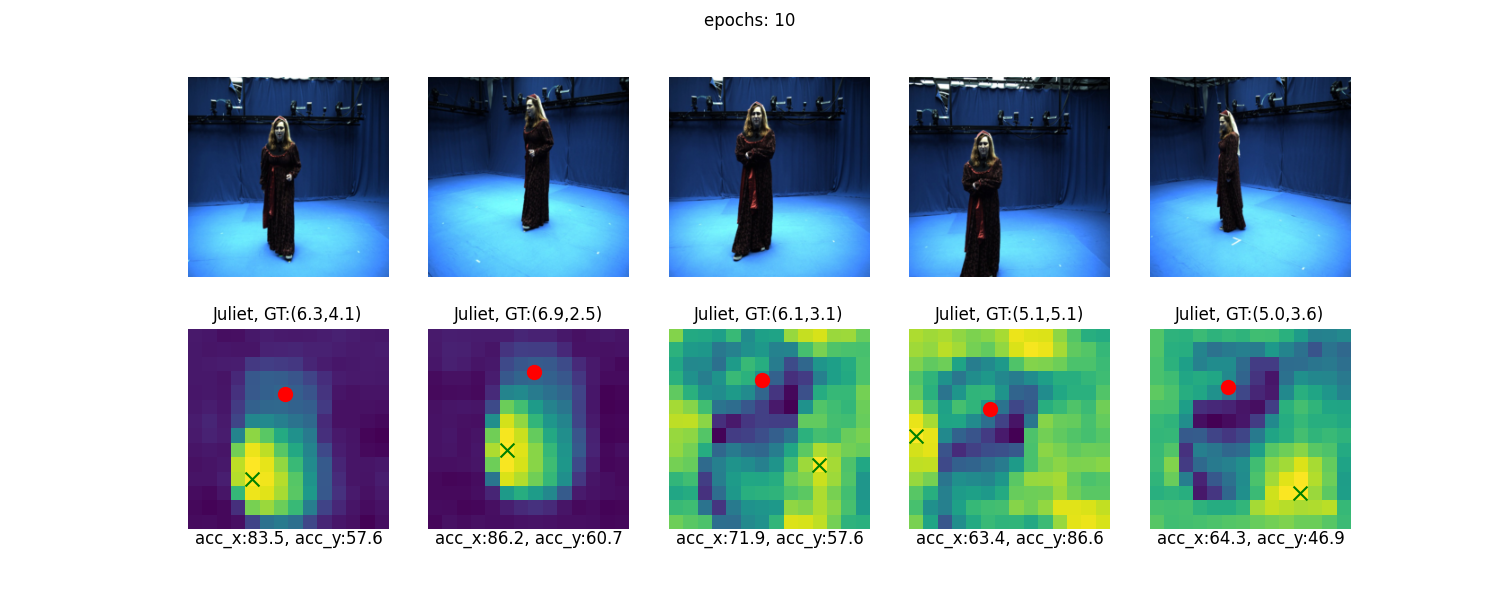 epochs: 10
Juliet, GT:(6.3,4.1)
Juliet, GT:(6.9,2.5)
Juliet, GT:(6.1,3.1)
Juliet, GT:(5.1,5.1)
Juliet, GT:(5.0,3.6)
acc_x:83.5, acc_y:57.6
acc_x:86.2, acc_y:60.7
acc_x:71.9, acc_y:57.6
acc_x:63.4, acc_y:86.6
acc_x:64.3, acc_y:46.9